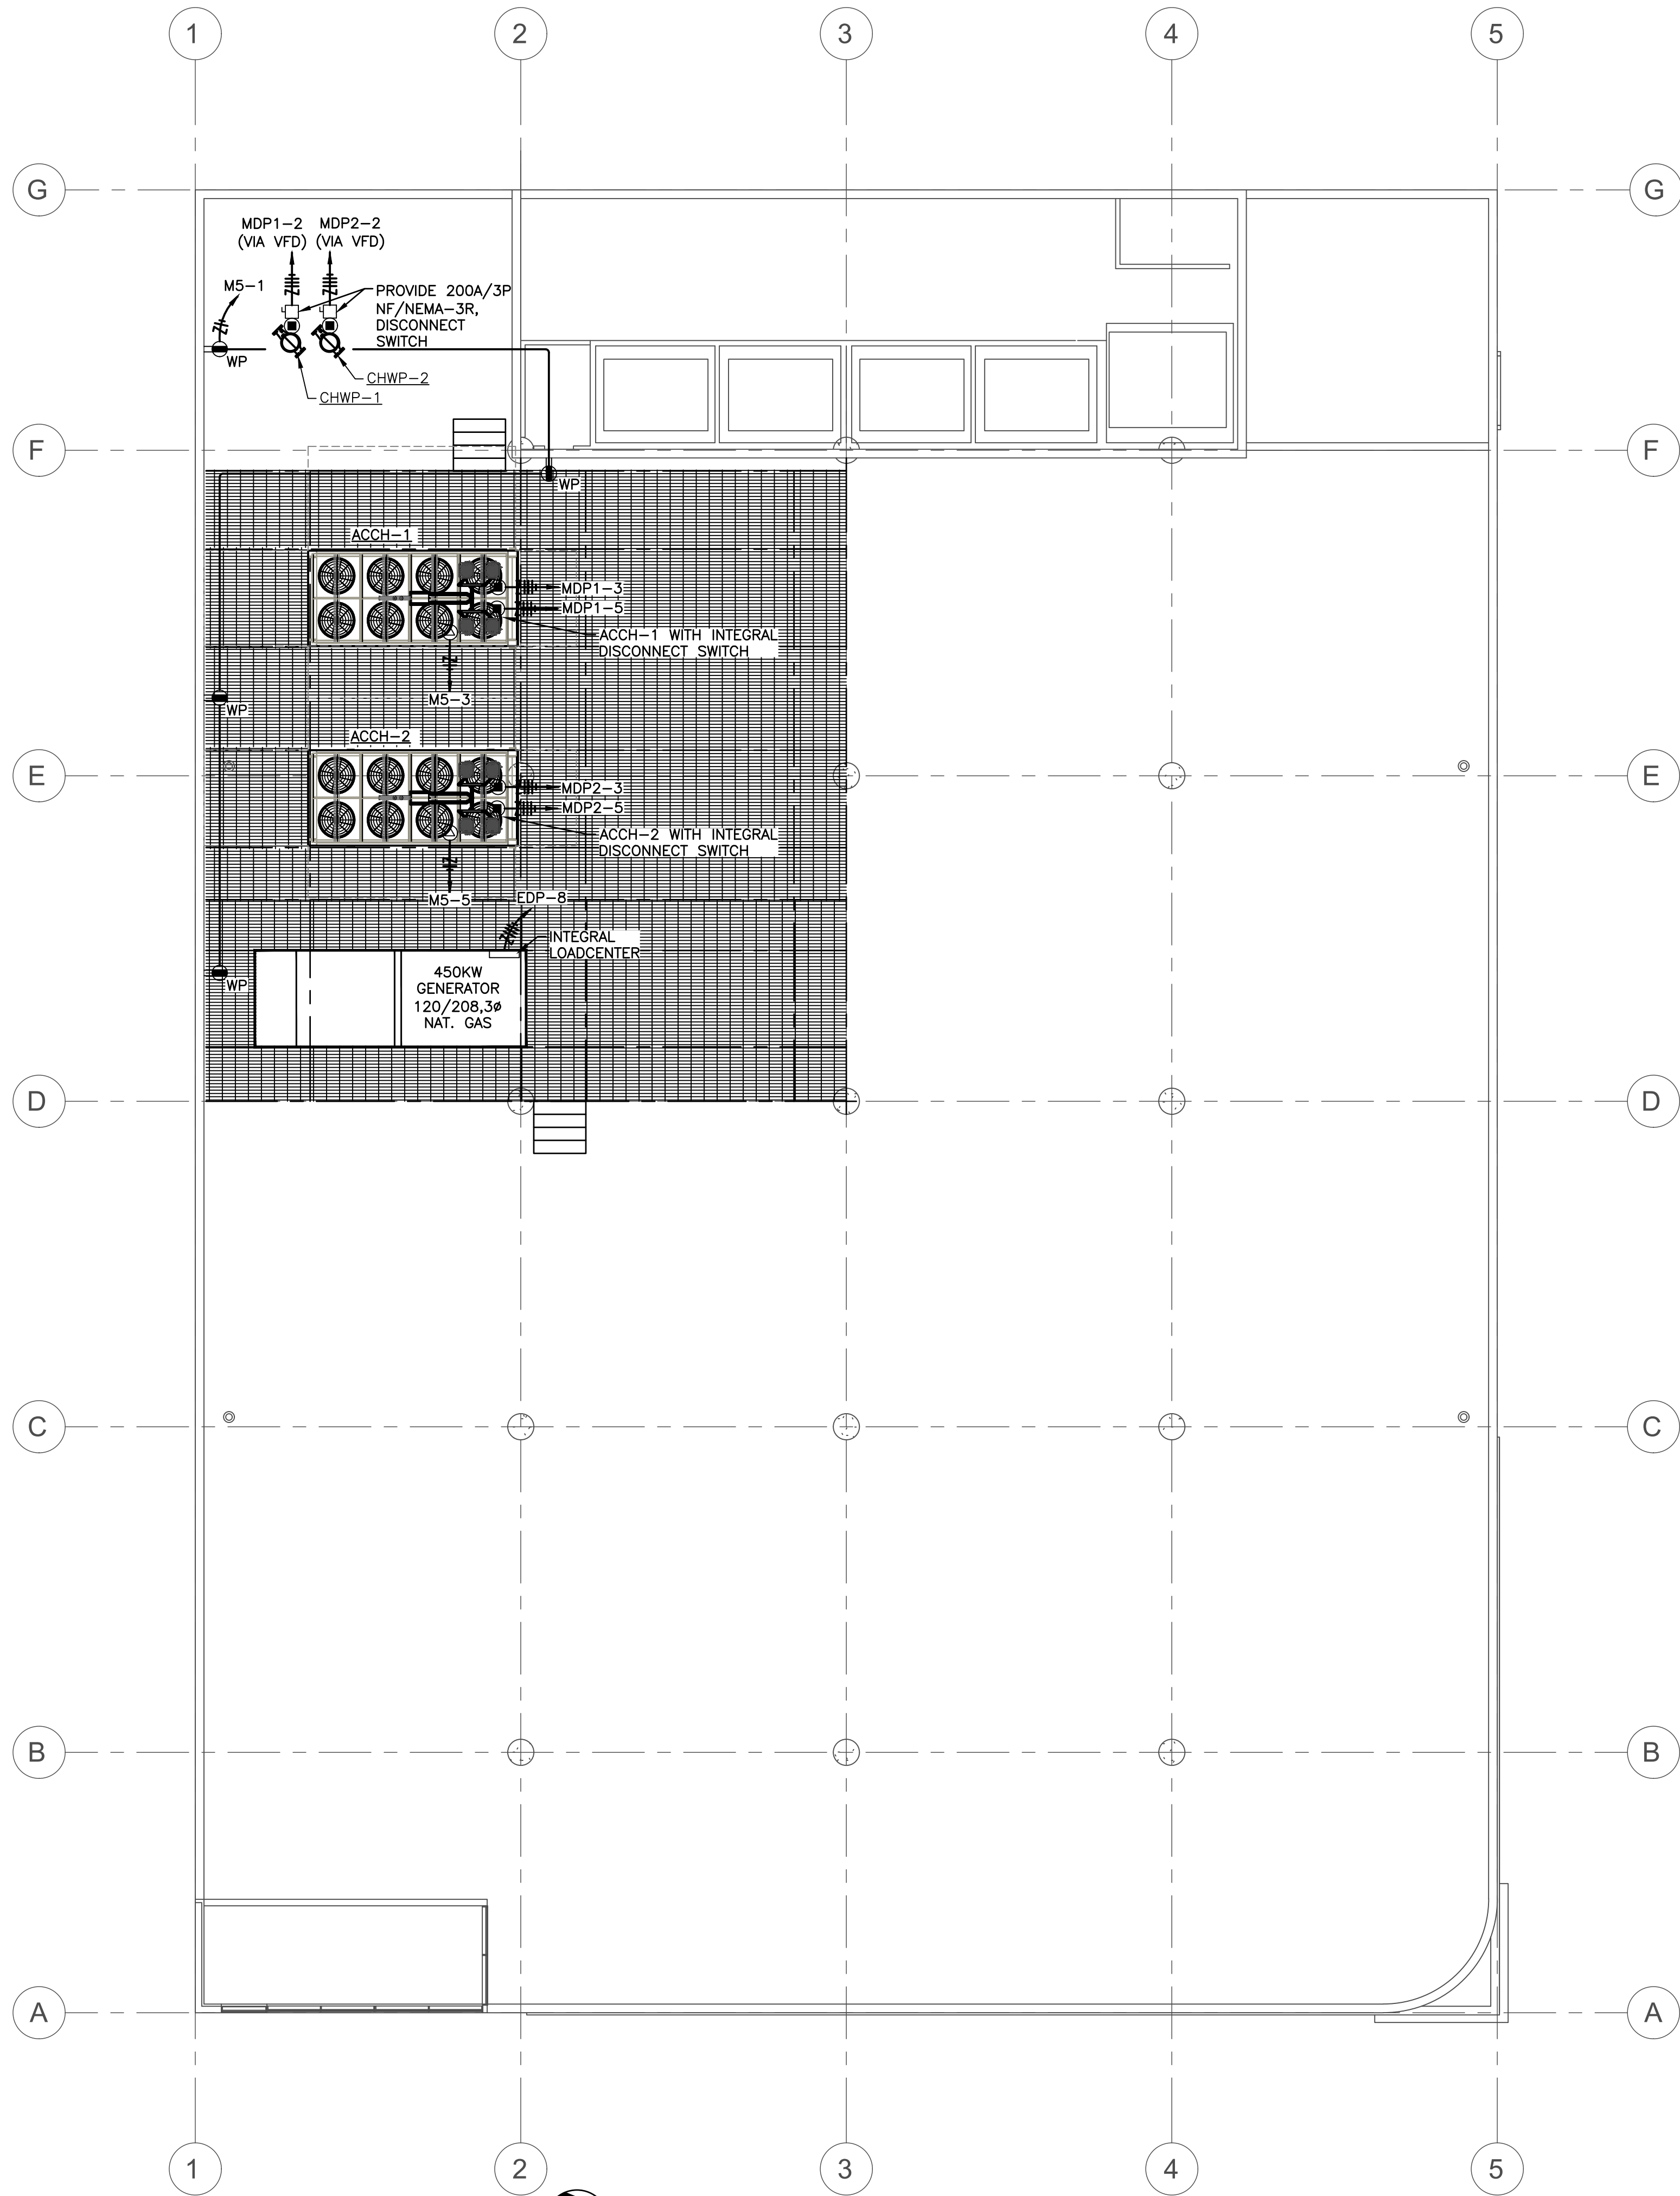 1 2 3 4 5
G G
MDP1-2 MDP2-2
(VIA VFD) (VIA VFD)
M5-1
PROVIDE 200A/3P
NF/NEMA-3R,
DISCONNECT
SWITCH
WP
CHWP-2
CHWP-1
F F
WP
ACCH-1
MDP1-3
MDP1-5
ACCH-1 WITH INTEGRAL
DISCONNECT SWITCH
M5-3
WP
ACCH-2
E E
MDP2-3
MDP2-5
ACCH-2 WITH INTEGRAL
DISCONNECT SWITCH
M5-5
EDP-8
INTEGRAL
LOADCENTER
450KW
GENERATOR
120/208,3ø
NAT. GAS
WP
D D
C C
B B
A A
1 2 3 4 5